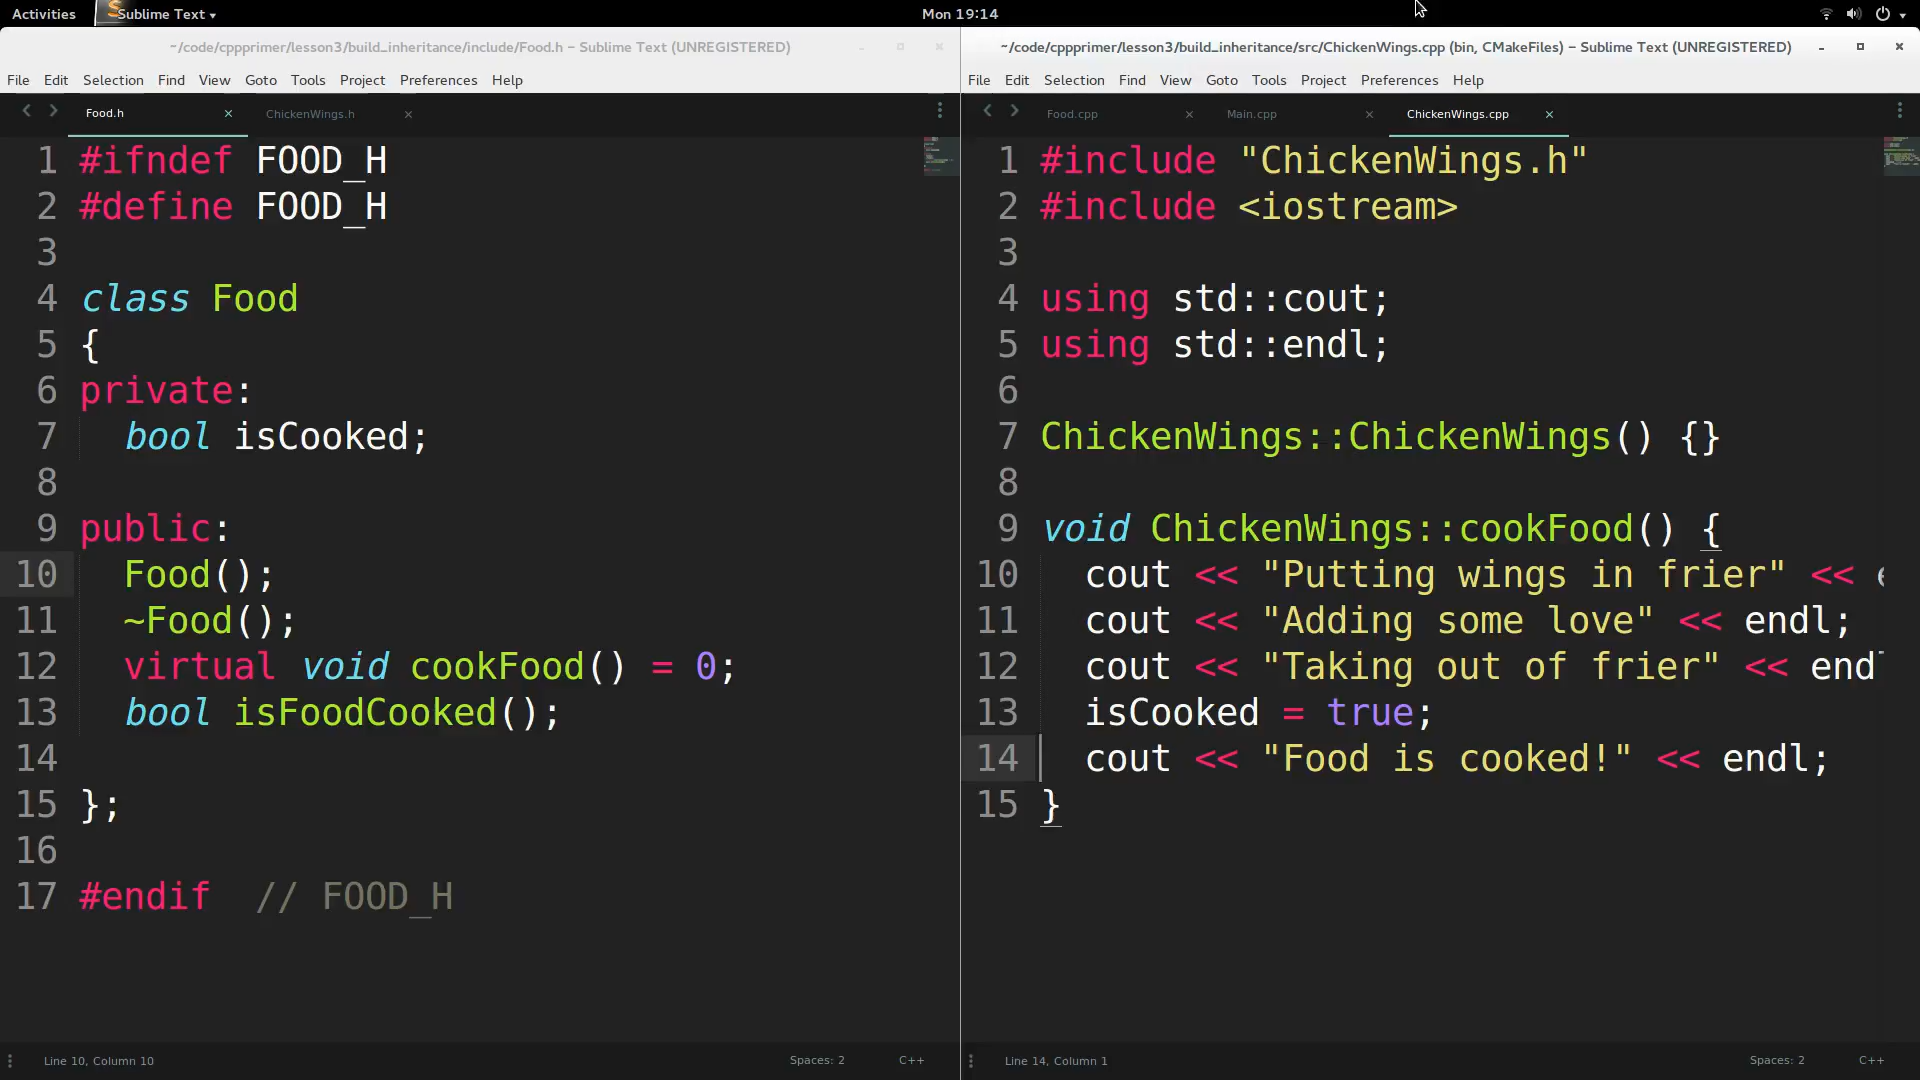 Activities Sublime Text ▾ Mon 19:14
~/code/cppprimer/lesson3/build_inheritance/include/Food.h – Sublime Text (UNREGISTERED)
File Edit Selection Find View Goto Tools Project Preferences Help
Food.h × ChickenWings.h ×
1 #ifndef FOOD_H
2 #define FOOD_H
3
4 class Food
5 {
6 private:
7 bool isCooked;
8
9 public:
10 Food();
11 ~Food();
12 virtual void cookFood() = 0;
13 bool isFoodCooked();
14
15 };
16
17 #endif // FOOD_H
Line 10, Column 10 Spaces: 2 C++
~/code/cppprimer/lesson3/build_inheritance/src/ChickenWings.cpp (bin, CMakeFiles) – Sublime Text (UNREGISTERED)
File Edit Selection Find View Goto Tools Project Preferences Help
Food.cpp × Main.cpp × ChickenWings.cpp ×
1 #include "ChickenWings.h"
2 #include <iostream>
3
4 using std::cout;
5 using std::endl;
6
7 ChickenWings::ChickenWings() {}
8
9 void ChickenWings::cookFood() {
10 cout << "Putting wings in frier" <<
11 cout << "Adding some love" << endl;
12 cout << "Taking out of frier" << end
13 isCooked = true;
14 cout << "Food is cooked!" << endl;
15 }
Line 14, Column 1 Spaces: 2 C++